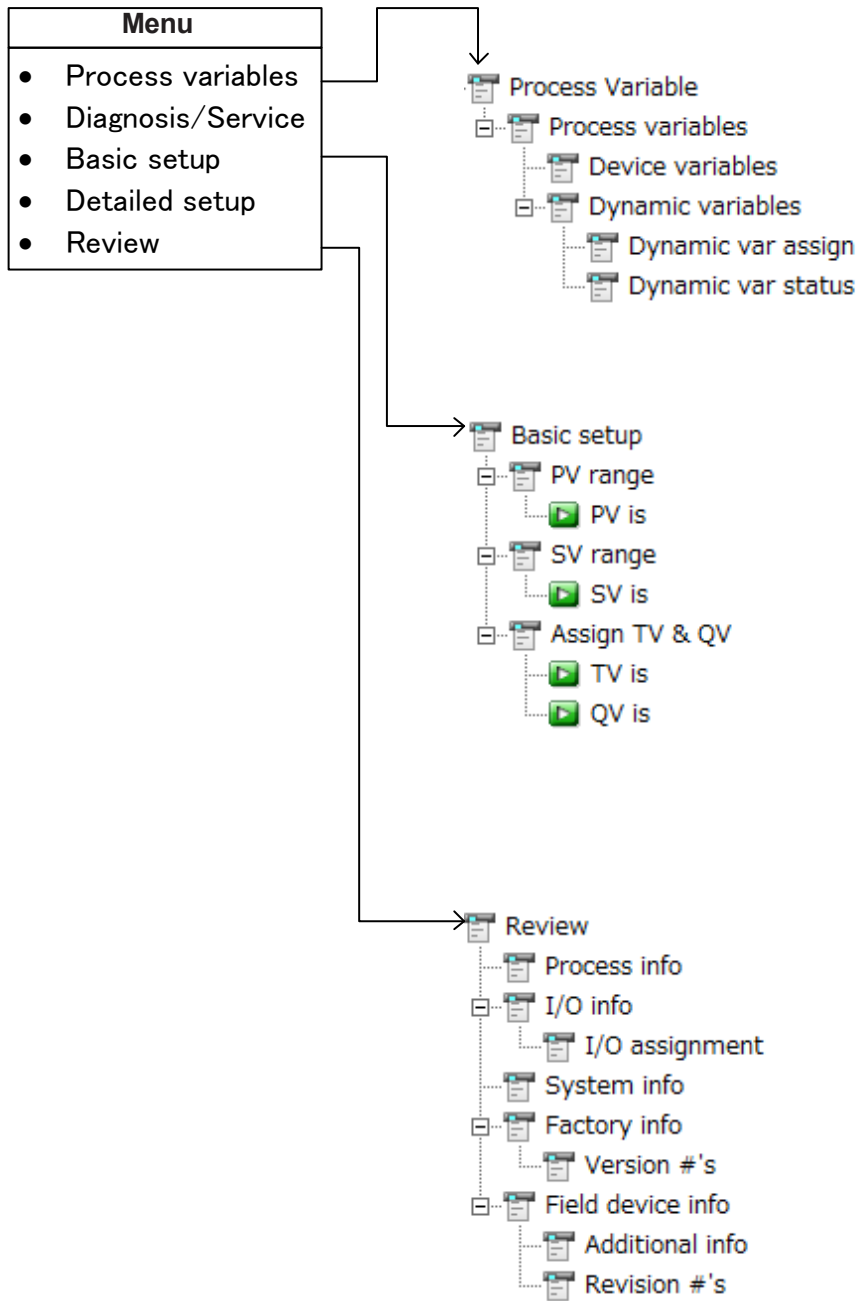 Menu
● Process variables
● Diagnosis/Service
● Basic setup
● Detailed setup
● Review
Process Variable
Process variables
Device variables
Dynamic variables
Dynamic var assign
Dynamic var status
Basic setup
PV range
PV is
SV range
SV is
Assign TV & QV
TV is
QV is
Review
Process info
I/O info
I/O assignment
System info
Factory info
Version #'s
Field device info
Additional info
Revision #'s